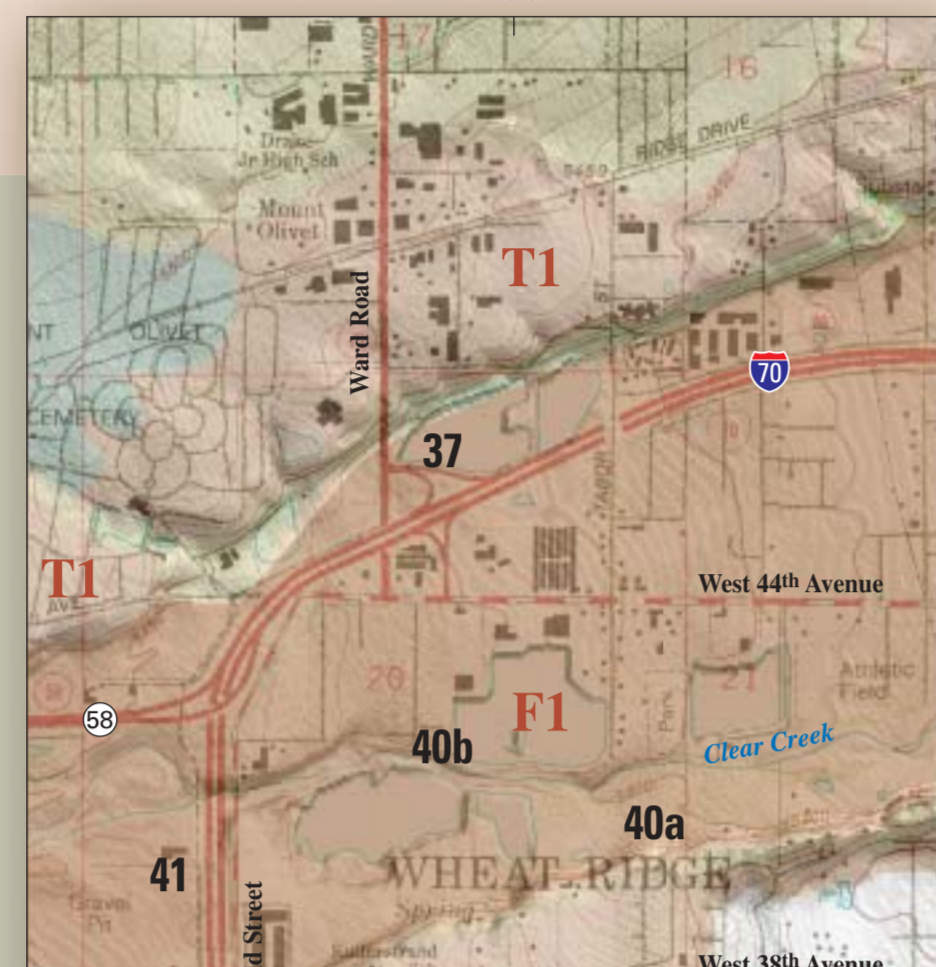 17
16
RIDGE DRIVE
Drake
Jr High Sch
Mount
Olivet
T1
Ward Road
OLIVET
CEMETERY
70
37
T1
AVE
West 44th Avenue
20
F1
21
Athletic
Field
Park
58
40b
Clear Creek
40a
41
WHEAT RIDGE
Gravel
Pit
Spring
d Street
West 38th Avenue